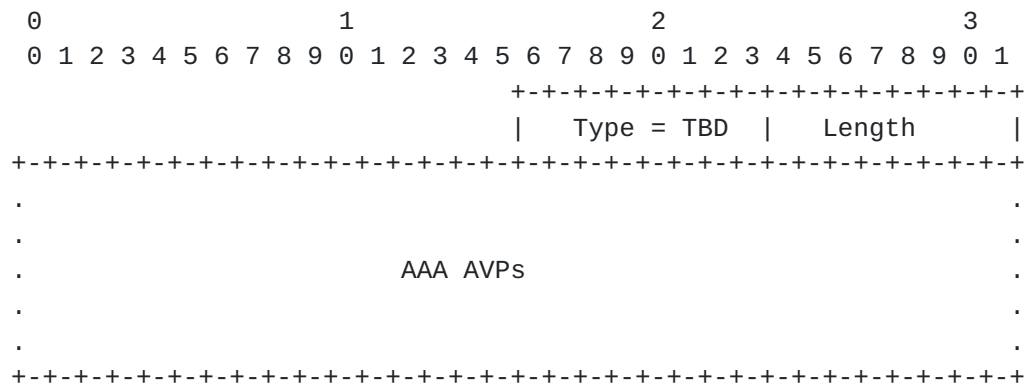 0                   1                   2                   3
0 1 2 3 4 5 6 7 8 9 0 1 2 3 4 5 6 7 8 9 0 1 2 3 4 5 6 7 8 9 0 1
+-+-+-+-+-+-+-+-+-+-+-+-+-+-+-+-+
|   Type = TBD  |   Length      |
+-+-+-+-+-+-+-+-+-+-+-+-+-+-+-+-+-+-+-+-+-+-+-+-+-+-+-+-+-+-+-+-+
.                                                               .
.                                                               .
.                        AAA AVPs                               .
.                                                               .
.                                                               .
+-+-+-+-+-+-+-+-+-+-+-+-+-+-+-+-+-+-+-+-+-+-+-+-+-+-+-+-+-+-+-+-+